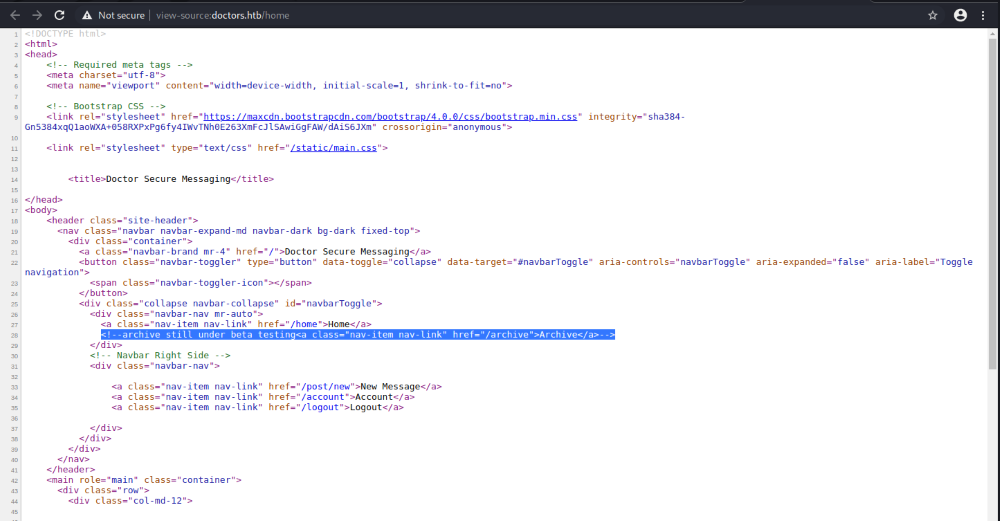 Not secure | view-source:doctors.htb/home
1 <!DOCTYPE html>
2 <html>
3 <head>
4 <!-- Required meta tags -->
5 <meta charset="utf-8">
6 <meta name="viewport" content="width=device-width, initial-scale=1, shrink-to-fit=no">
7
8 <!-- Bootstrap CSS -->
9 <link rel="stylesheet" href="https://maxcdn.bootstrapcdn.com/bootstrap/4.0.0/css/bootstrap.min.css" integrity="sha384-
Gn5384xqQ1aoWXA+058RXPxPg6fy4IWvTNh0E263XmFcJlSAwiGgFAW/dAiS6JXm" crossorigin="anonymous">
10
11 <link rel="stylesheet" type="text/css" href="/static/main.css">
12
13
14 <title>Doctor Secure Messaging</title>
15
16 </head>
17 <body>
18 <header class="site-header">
19 <nav class="navbar navbar-expand-md navbar-dark bg-dark fixed-top">
20 <div class="container">
21 <a class="navbar-brand mr-4" href="/">Doctor Secure Messaging</a>
22 <button class="navbar-toggler" type="button" data-toggle="collapse" data-target="#navbarToggle" aria-controls="navbarToggle" aria-expanded="false" aria-label="Toggle
navigation">
23 <span class="navbar-toggler-icon"></span>
24 </button>
25 <div class="collapse navbar-collapse" id="navbarToggle">
26 <div class="navbar-nav mr-auto">
27 <a class="nav-item nav-link" href="/home">Home</a>
28 <!--archive still under beta testing<a class="nav-item nav-link" href="/archive">Archive</a>-->
29 </div>
30 <!-- Navbar Right Side -->
31 <div class="navbar-nav">
32
33 <a class="nav-item nav-link" href="/post/new">New Message</a>
34 <a class="nav-item nav-link" href="/account">Account</a>
35 <a class="nav-item nav-link" href="/logout">Logout</a>
36
37 </div>
38 </div>
39 </div>
40 </nav>
41 </header>
42 <main role="main" class="container">
43 <div class="row">
44 <div class="col-md-12">
45